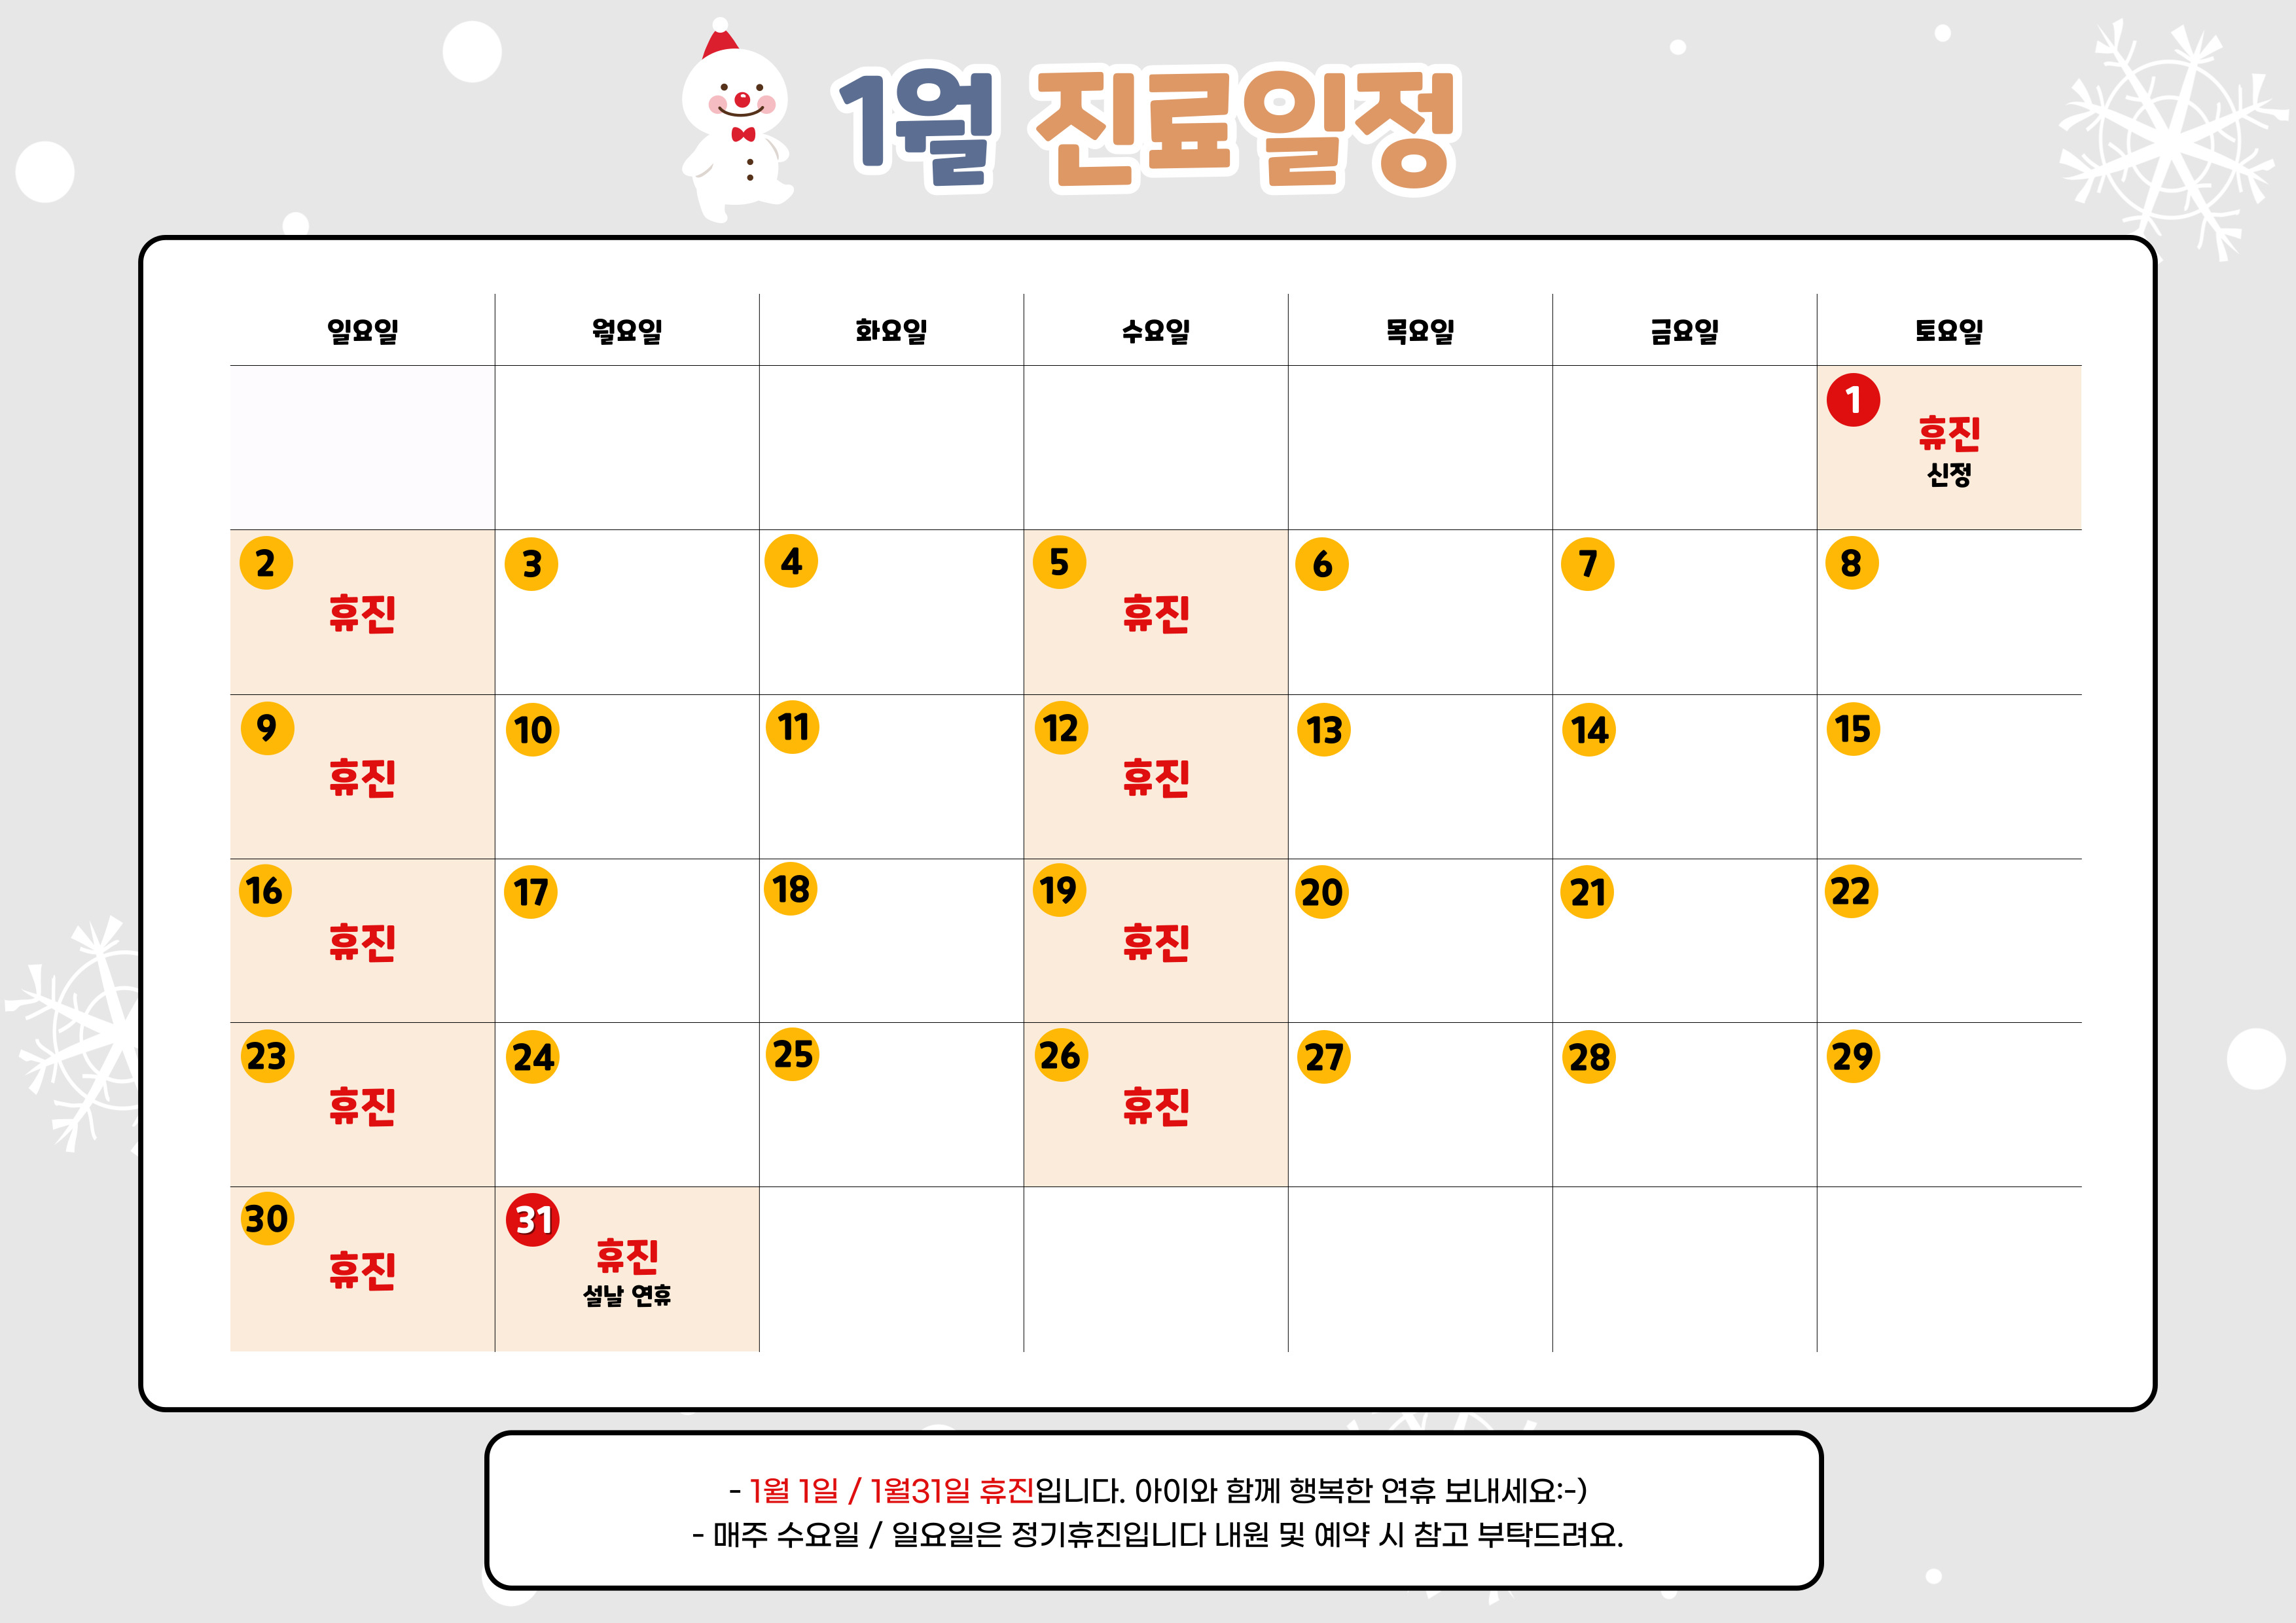 1월 진료일정
일요일 월요일 화요일 수요일 목요일 금요일 토요일
1
휴진
신정
2 3 4 5 6 7 8
휴진 휴진
9 10 11 12 13 14 15
휴진 휴진
16 17 18 19 20 21 22
휴진 휴진
23 24 25 26 27 28 29
휴진 휴진
30 31
휴진 휴진
설날 연휴
- 1월 1일 / 1월31일 휴진입니다. 아이와 함께 행복한 연휴 보내세요:-)
- 매주 수요일 / 일요일은 정기휴진입니다 내원 및 예약 시 참고 부탁드려요.